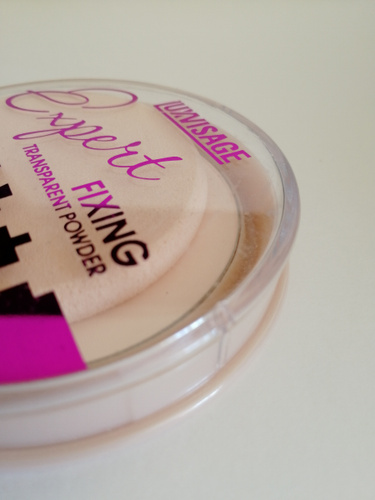 LUXVISAGE
Expert
FIXING
TRANSPARENT POWDER